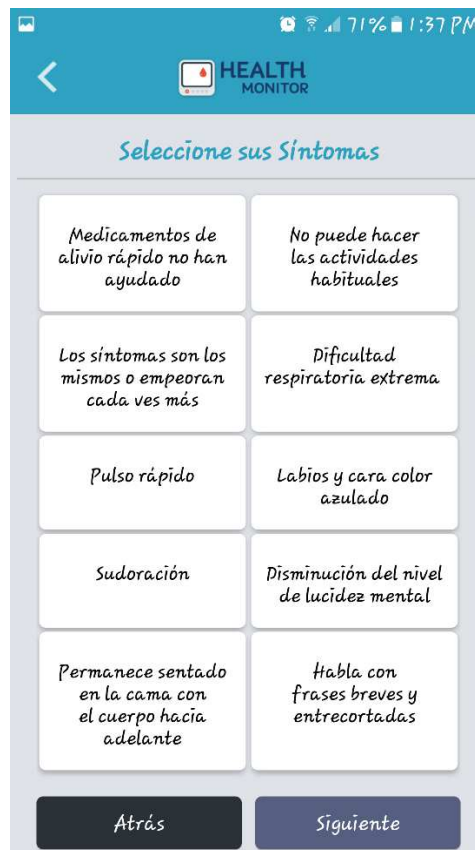 71% 1:37 PM
HEALTH
MONITOR
Seleccione sus Síntomas
Medicamentos de
alivio rápido no han
ayudado
No puede hacer
las actividades
habituales
Los síntomas son los
mismos o empeoran
cada ves más
Dificultad
respiratoria extrema
Pulso rápido
Labios y cara color
azulado
Sudoración
Disminución del nivel
de lucidez mental
Permanece sentado
en la cama con
el cuerpo hacia
adelante
Habla con
frases breves y
entrecortadas
Atrás
Siguiente